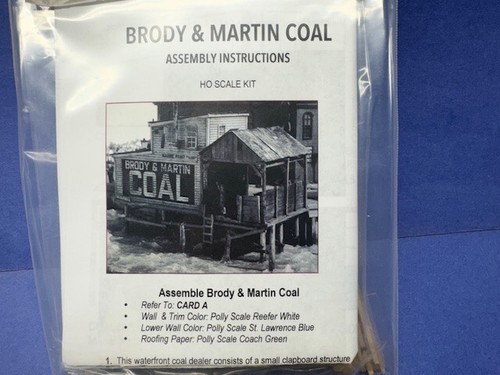 BRODY & MARTIN COAL
ASSEMBLY INSTRUCTIONS
HO SCALE KIT
BRODY & MARTIN
COAL
Assemble Brody & Martin Coal
• Refer To: CARD A
• Wall & Trim Color: Polly Scale Reefer White
• Lower Wall Color: Polly Scale St. Lawrence Blue
• Roofing Paper: Polly Scale Coach Green
1. This waterfront coal dealer consists of a small clapboard structure